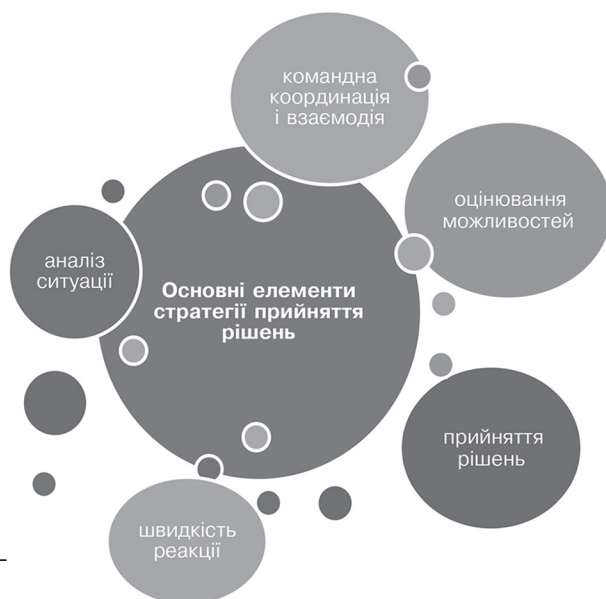 командна
координація
і взаємодія
оцінювання
можливостей
аналіз
ситуації
Основні елементи
стратегії прийняття
рішень
прийняття
рішень
швидкість
реакції